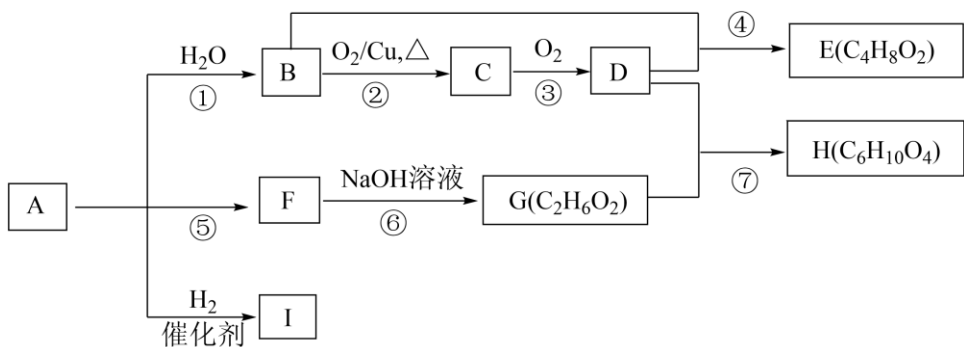 ④
H₂O
O₂/Cu,△
O₂
B
C
D
E(C₄H₈O₂)
①
②
③
H(C₆H₁₀O₄)
⑦
NaOH溶液
A
F
G(C₂H₆O₂)
⑤
⑥
H₂
I
催化剂